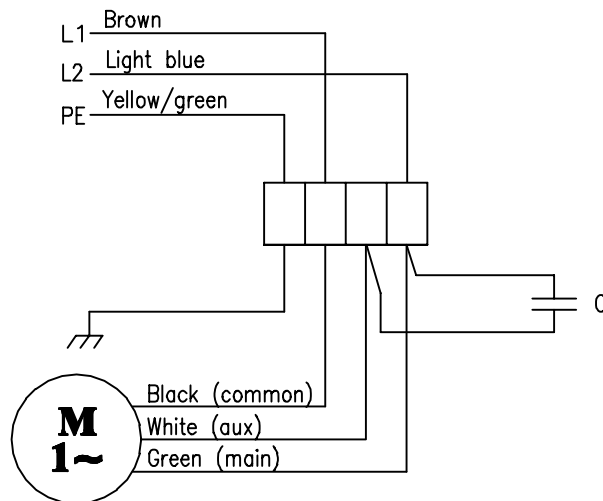 L1 Brown
L2 Light blue
PE Yellow/green
Black (common)
M
1~
White (aux)
Green (main)